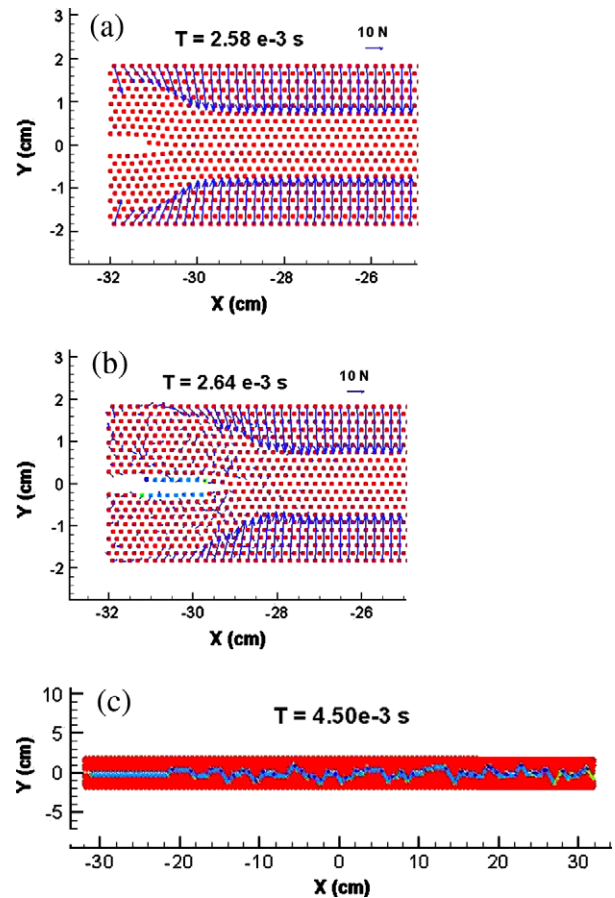 (a)
T = 2.58 e-3 s
10 N
3
2
1
0
-1
-2
Y (cm)
-32 -30 -28 -26
X (cm)
(b)
T = 2.64 e-3 s
10 N
3
2
1
0
-1
-2
Y (cm)
-32 -30 -28 -26
X (cm)
(c)
T = 4.50e-3 s
10
5
0
-5
Y (cm)
-30 -20 -10 0 10 20 30
X (cm)